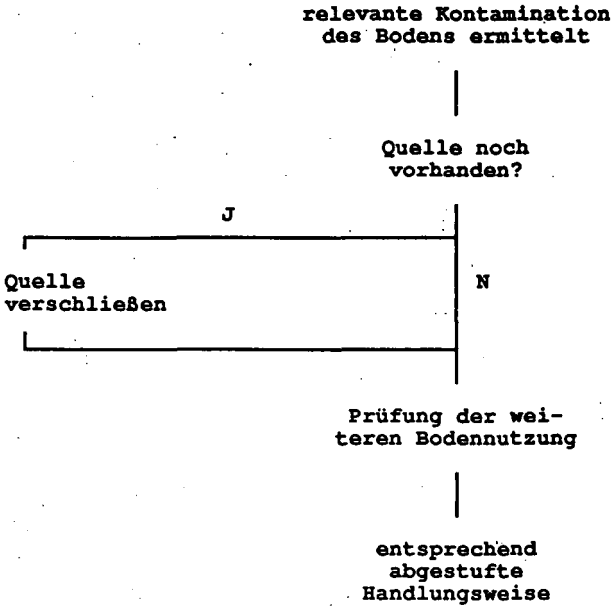 relevante Kontamination
des Bodens ermittelt
Quelle noch
vorhanden?
J
Quelle
verschließen
N
Prüfung der wei-
teren Bodennutzung
entsprechend
abgestufte
Handlungsweise